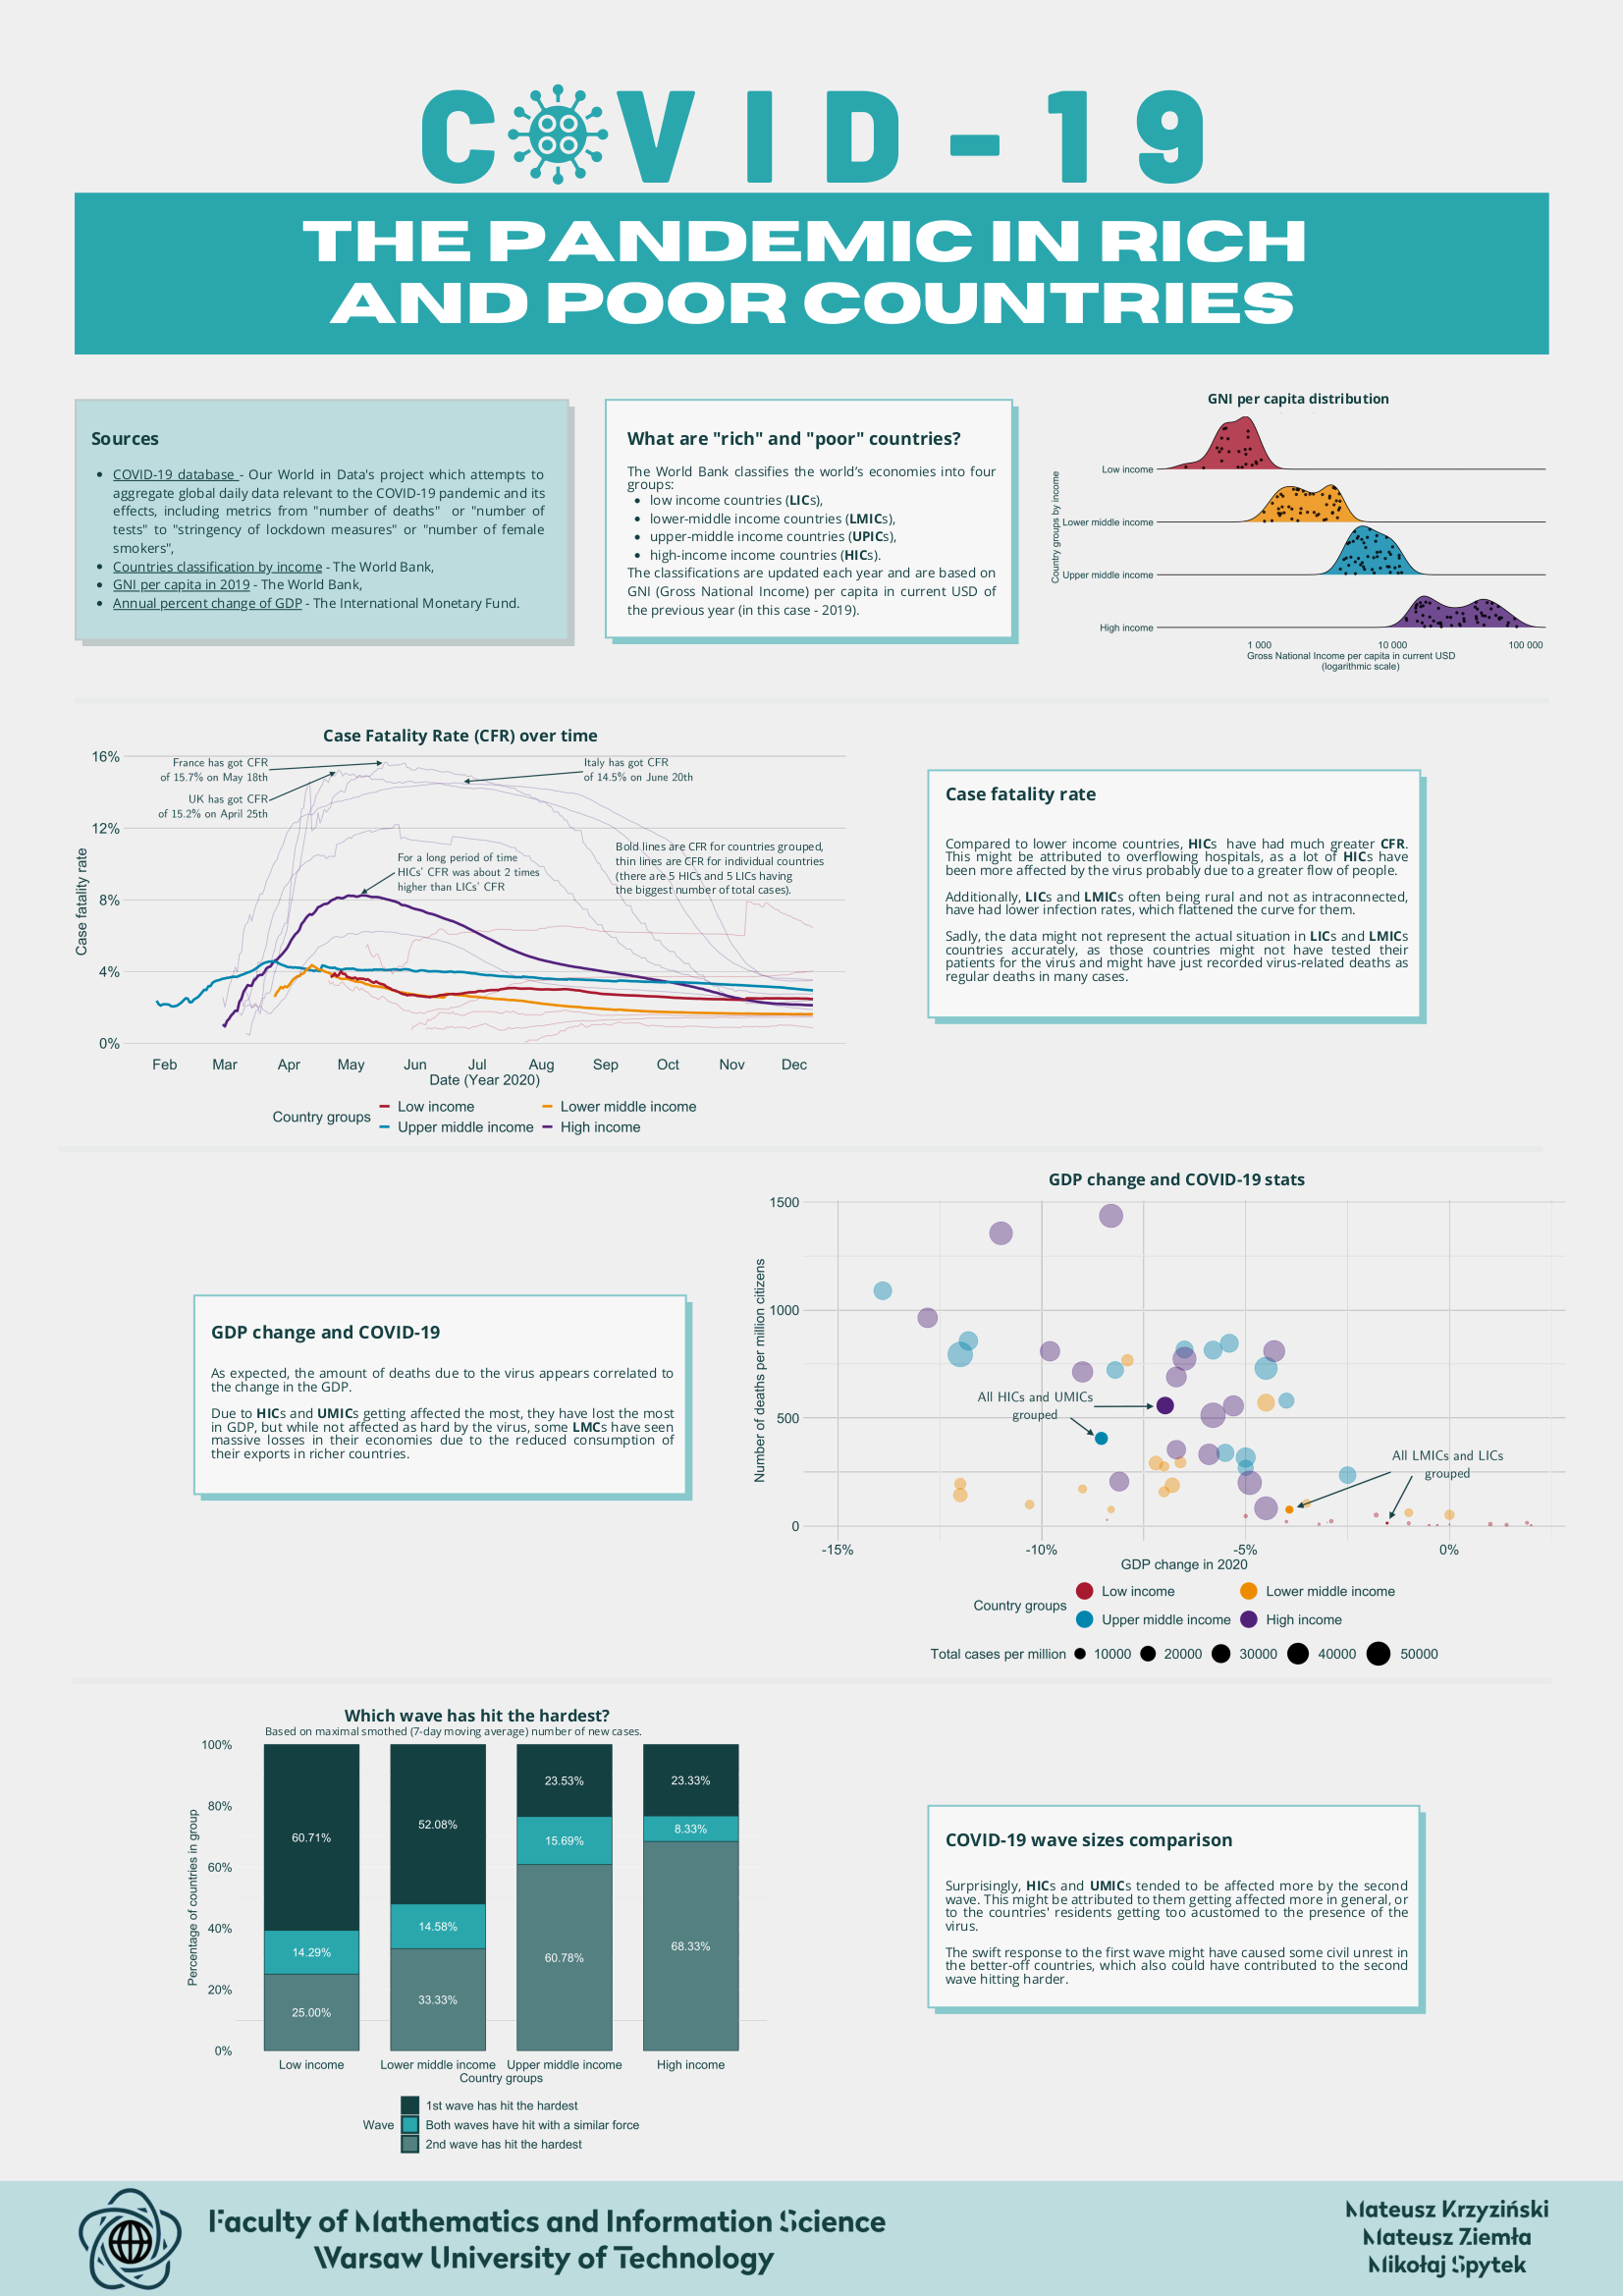 COVID-19
THE PANDEMIC IN RICH
AND POOR COUNTRIES
Sources
COVID-19 database - Our World in Data's project which attempts to
aggregate global daily data relevant to the COVID-19 pandemic and its
effects, including metrics from "number of deaths" or "number of
tests" to "stringency of lockdown measures" or "number of female
smokers",
Countries classification by income - The World Bank,
GNI per capita in 2019 - The World Bank,
Annual percent change of GDP - The International Monetary Fund.
What are "rich" and "poor" countries?
The World Bank classifies the world's economies into four
groups:
low income countries (LICs),
lower-middle income countries (LMICs),
upper-middle income countries (UPICs),
high-income income countries (HICs).
The classifications are updated each year and are based on
GNI (Gross National Income) per capita in current USD of
the previous year (in this case - 2019).
GNI per capita distribution
Country groups by income
Low income
Lower middle income
Upper middle income
High income
1 000 10 000 100 000
Gross National Income per capita in current USD
(logarithmic scale)
Case Fatality Rate (CFR) over time
Case fatality rate
16%
12%
8%
4%
0%
France has got CFR
of 15.7% on May 18th
UK has got CFR
of 15.2% on April 25th
Italy has got CFR
of 14.5% on June 20th
For a long period of time
HICs' CFR was about 2 times
higher than LICs' CFR
Bold lines are CFR for countries grouped,
thin lines are CFR for individual countries
(there are 5 HICs and 5 LICs having
the biggest number of total cases).
Feb Mar Apr May Jun Jul Aug Sep Oct Nov Dec
Date (Year 2020)
Country groups
Low income Lower middle income
Upper middle income High income
Case fatality rate
Compared to lower income countries, HICs have had much greater CFR.
This might be attributed to overflowing hospitals, as a lot of HICs have
been more affected by the virus probably due to a greater flow of people.
Additionally, LICs and LMICs often being rural and not as intraconnected,
have had lower infection rates, which flattened the curve for them.
Sadly, the data might not represent the actual situation in LICs and LMICs
countries accurately, as those countries might not have tested their
patients for the virus and might have just recorded virus-related deaths as
regular deaths in many cases.
GDP change and COVID-19
As expected, the amount of deaths due to the virus appears correlated to
the change in the GDP.
Due to HICs and UMICs getting affected the most, they have lost the most
in GDP, but while not affected as hard by the virus, some LMCs have seen
massive losses in their economies due to the reduced consumption of
their exports in richer countries.
GDP change and COVID-19 stats
Number of deaths per million citizens
1500
1000
500
0
All HICs and UMICs
grouped
All LMICs and LICs
grouped
-15% -10% -5% 0%
GDP change in 2020
Country groups
Low income Lower middle income
Upper middle income High income
Total cases per million 10000 20000 30000 40000 50000
Which wave has hit the hardest?
Based on maximal smothed (7-day moving average) number of new cases.
Percentage of countries in group
100%
80%
60%
40%
20%
0%
60.71%
14.29%
25.00%
52.08%
14.58%
33.33%
23.53%
15.69%
60.78%
23.33%
8.33%
68.33%
Low income Lower middle income Upper middle income High income
Country groups
Wave
1st wave has hit the hardest
Both waves have hit with a similar force
2nd wave has hit the hardest
COVID-19 wave sizes comparison
Surprisingly, HICs and UMICs tended to be affected more by the second
wave. This might be attributed to them getting affected more in general, or
to the countries' residents getting too acustomed to the presence of the
virus.
The swift response to the first wave might have caused some civil unrest in
the better-off countries, which also could have contributed to the second
wave hitting harder.
Faculty of Mathematics and Information Science
Warsaw University of Technology
Mateusz Krzyziński
Mateusz Ziemła
Mikołaj Spytek